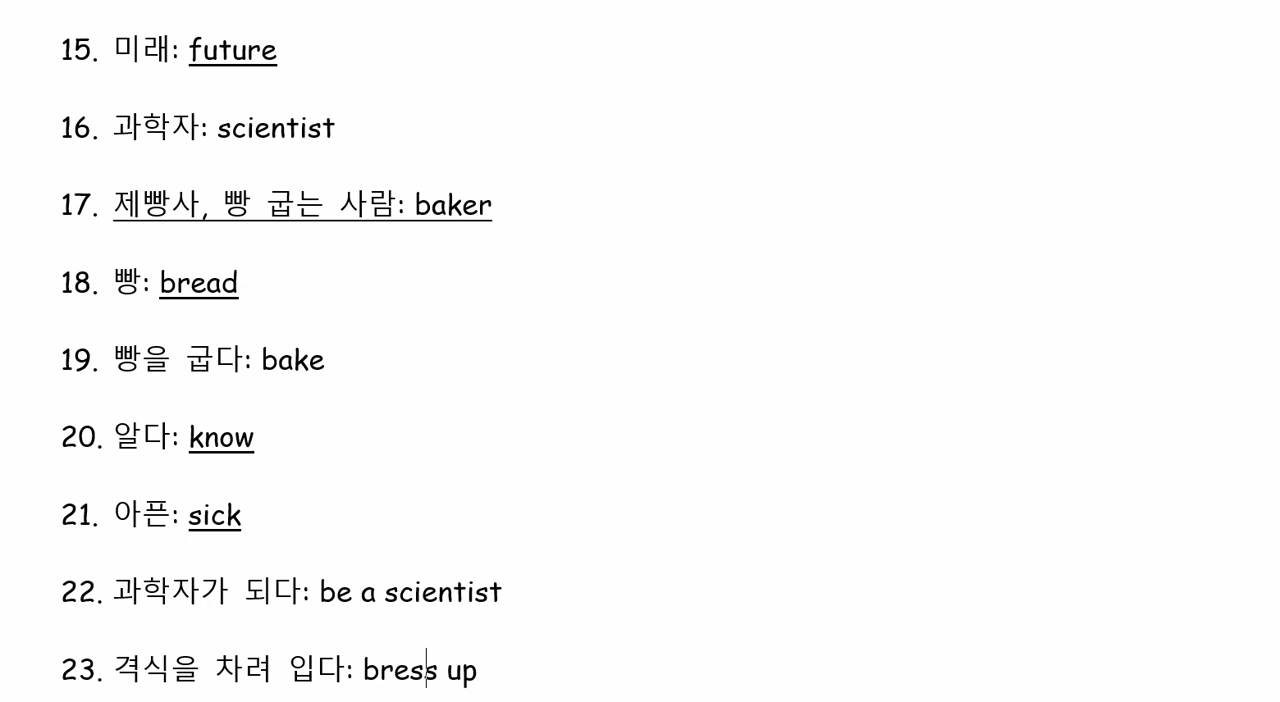 15. 미래: future
16. 과학자: scientist
17. 제빵사, 빵 굽는 사람: baker
18. 빵: bread
19. 빵을 굽다: bake
20. 알다: know
21. 아픈: sick
22. 과학자가 되다: be a scientist
23. 격식을 차려 입다: bress up